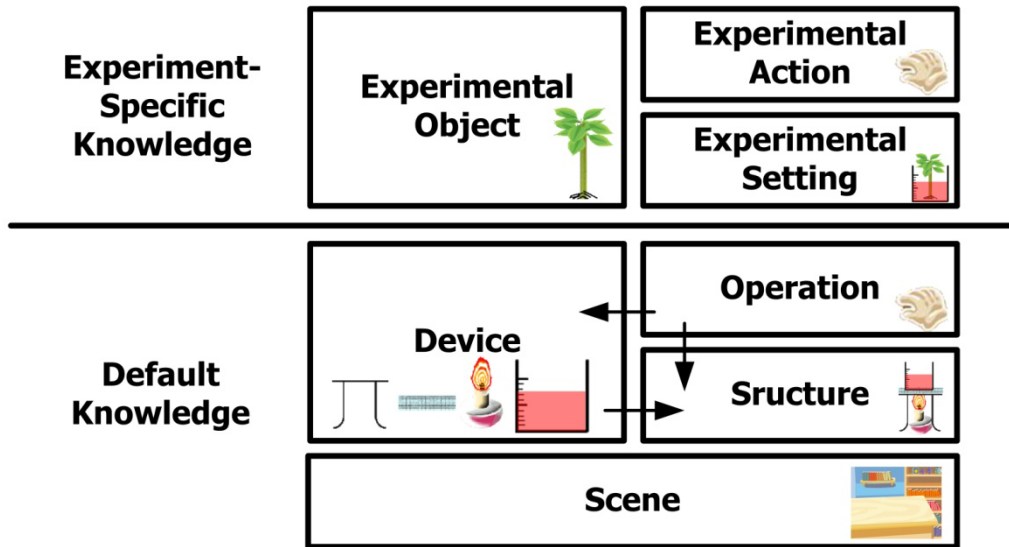 Experiment-
Specific
Knowledge
Experimental
Object
Experimental
Action
Experimental
Setting
Default
Knowledge
Device
Operation
Sructure
Scene